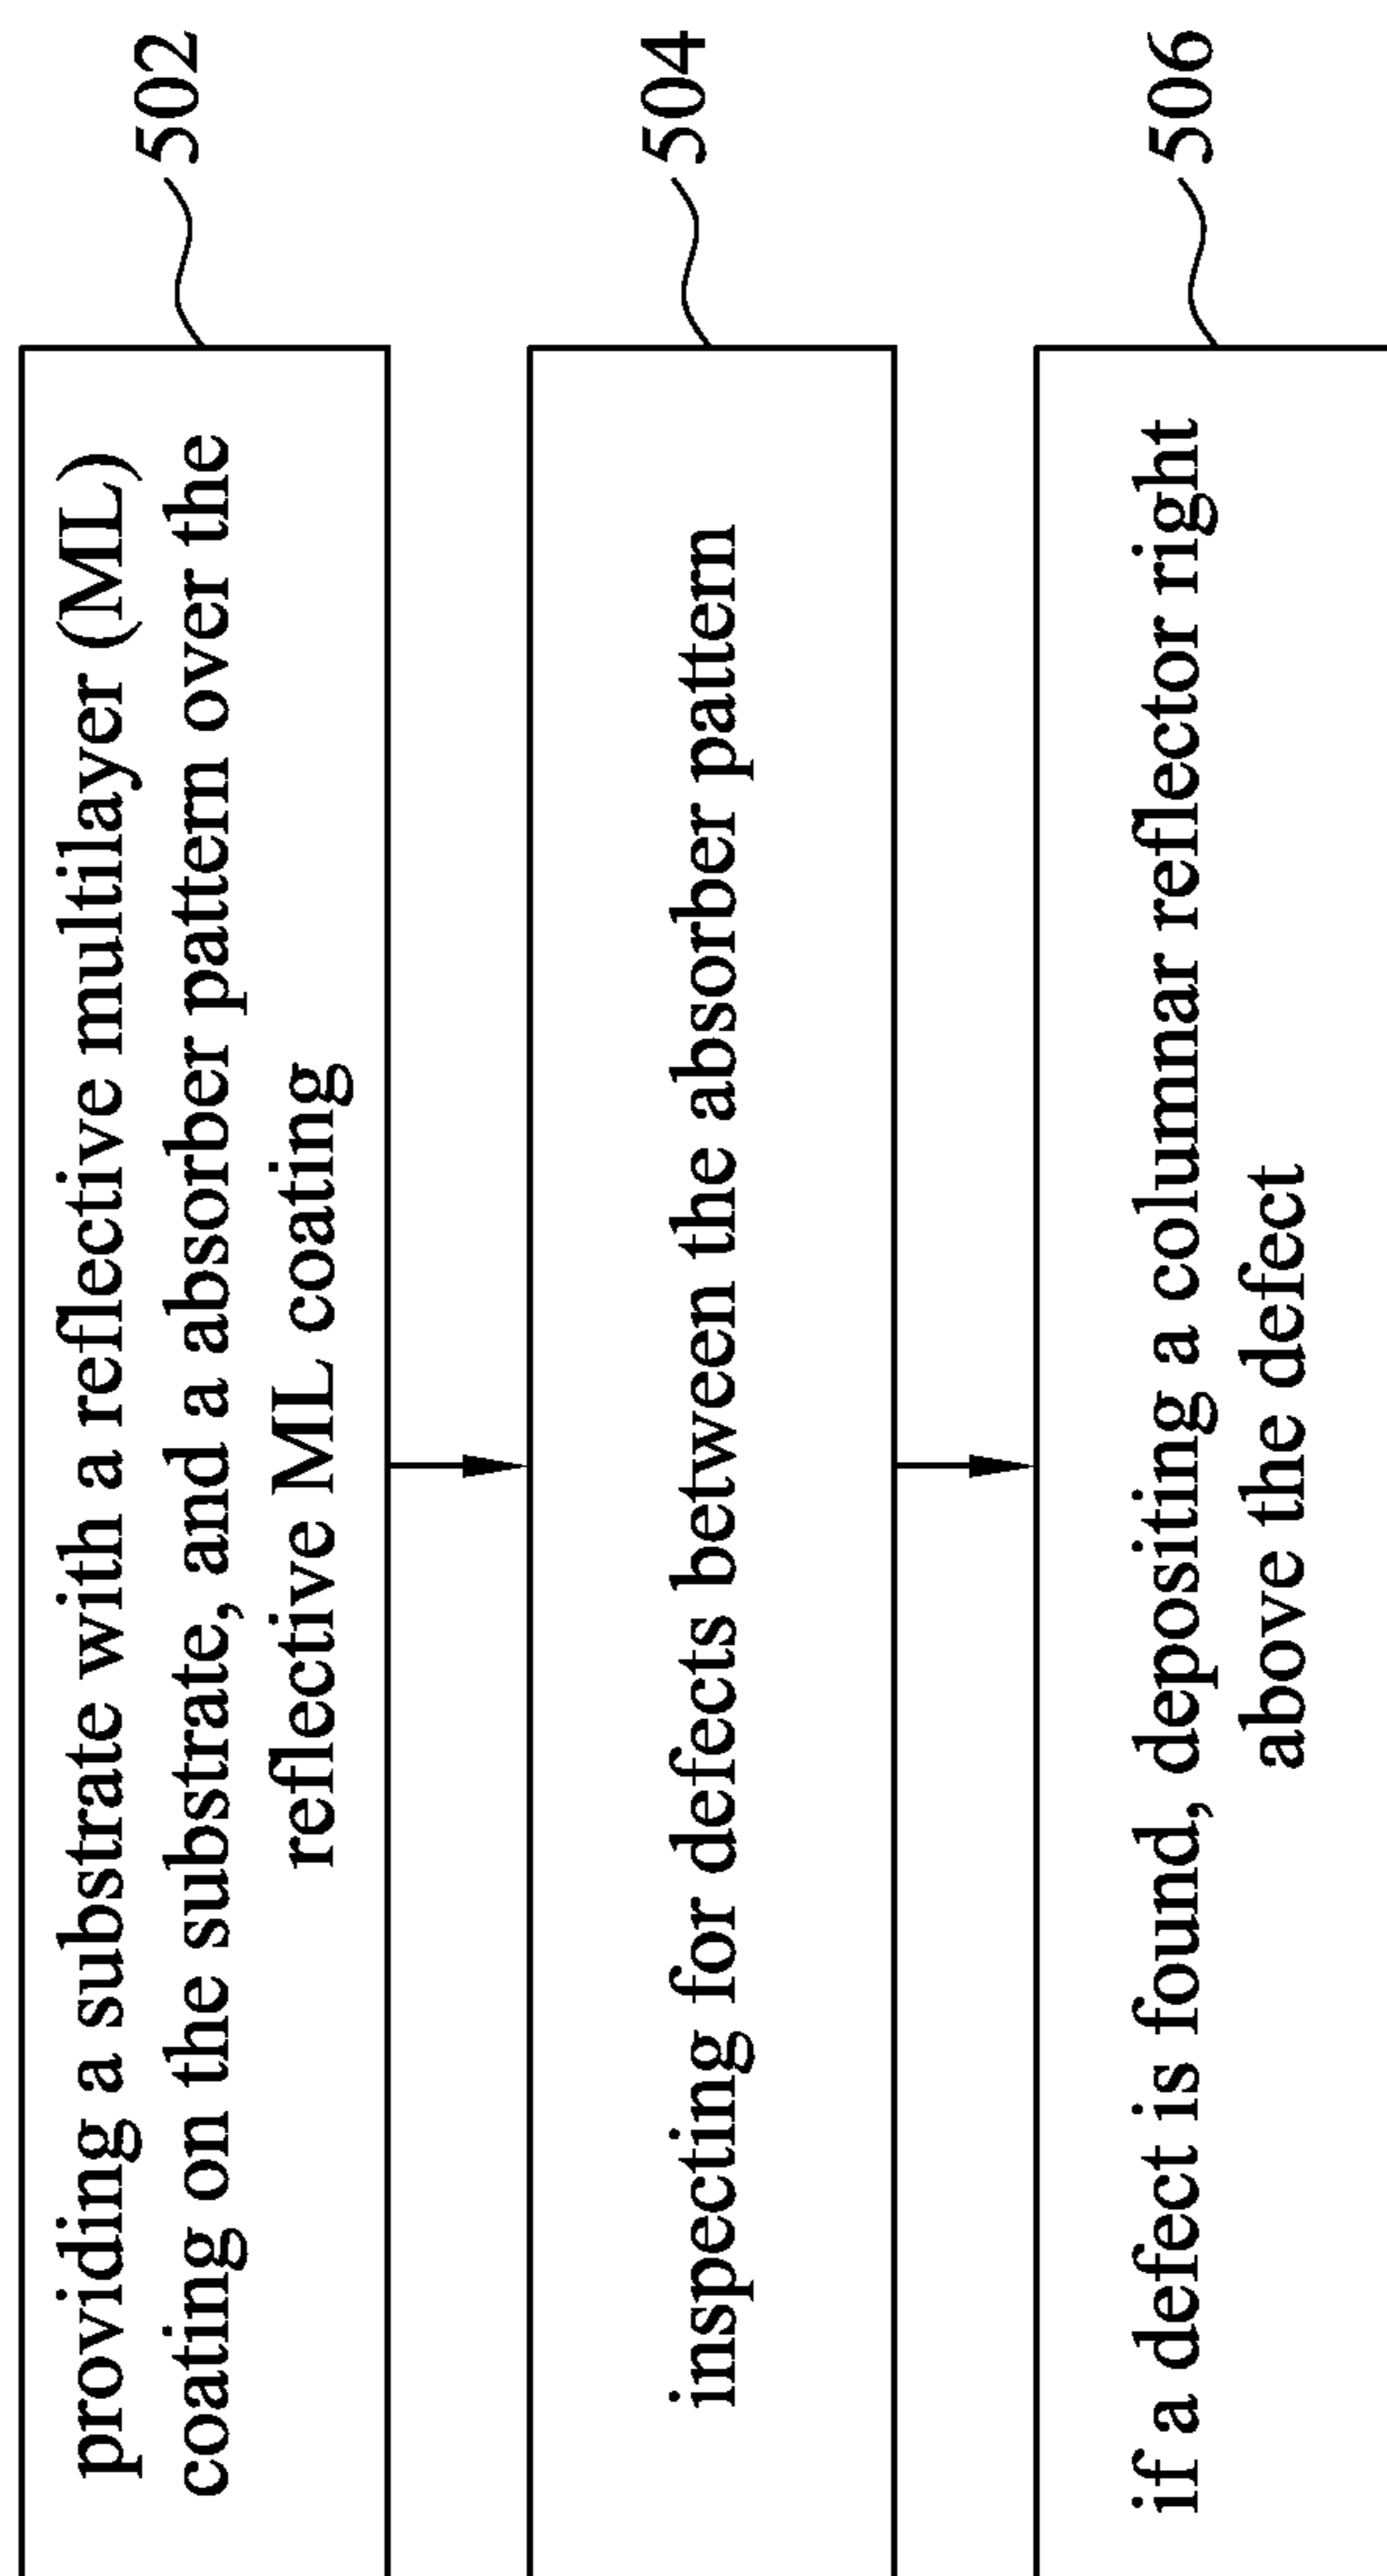 providing a substrate with a reflective multilayer (ML)
coating on the substrate, and a absorber pattern over the
reflective ML coating
502
inspecting for defects between the absorber pattern
504
if a defect is found, depositing a columnar reflector right
above the defect
506